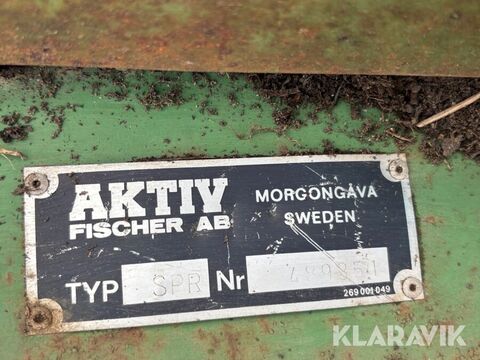 AKTIV
FISCHER AB
MORGONGÅVA
SWEDEN
TYP SPR Nr
269 001 049
KLARAVIK